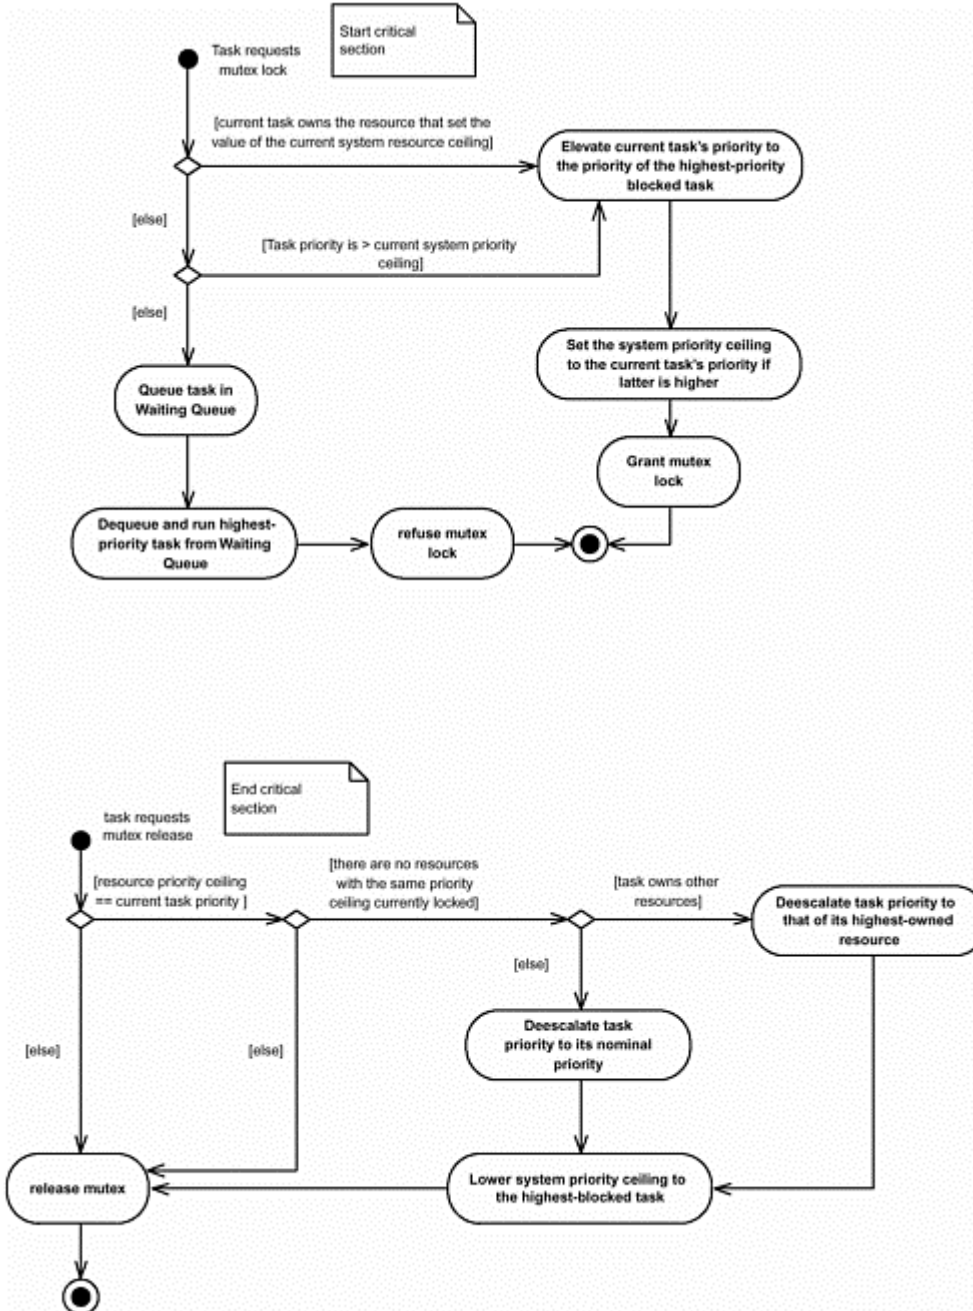 Start critical
section
Task requests
mutex lock
[current task owns the resource that set the
value of the current system resource ceiling]
Elevate current task's priority to
the priority of the highest-priority
blocked task
[else]
[Task priority is > current system priority
ceiling]
[else]
Set the system priority ceiling
to the current task's priority if
latter is higher
Queue task in
Waiting Queue
Grant mutex
lock
Dequeue and run highest-
priority task from Waiting
Queue
refuse mutex
lock
End critical
section
task requests
mutex release
[resource priority ceiling
== current task priority ]
[there are no resources
with the same priority
ceiling currently locked]
[task owns other
resources]
Deescalate task priority to
that of its highest-owned
resource
[else]
Deescalate task
priority to its nominal
priority
[else]
[else]
release mutex
Lower system priority ceiling to
the highest-blocked task